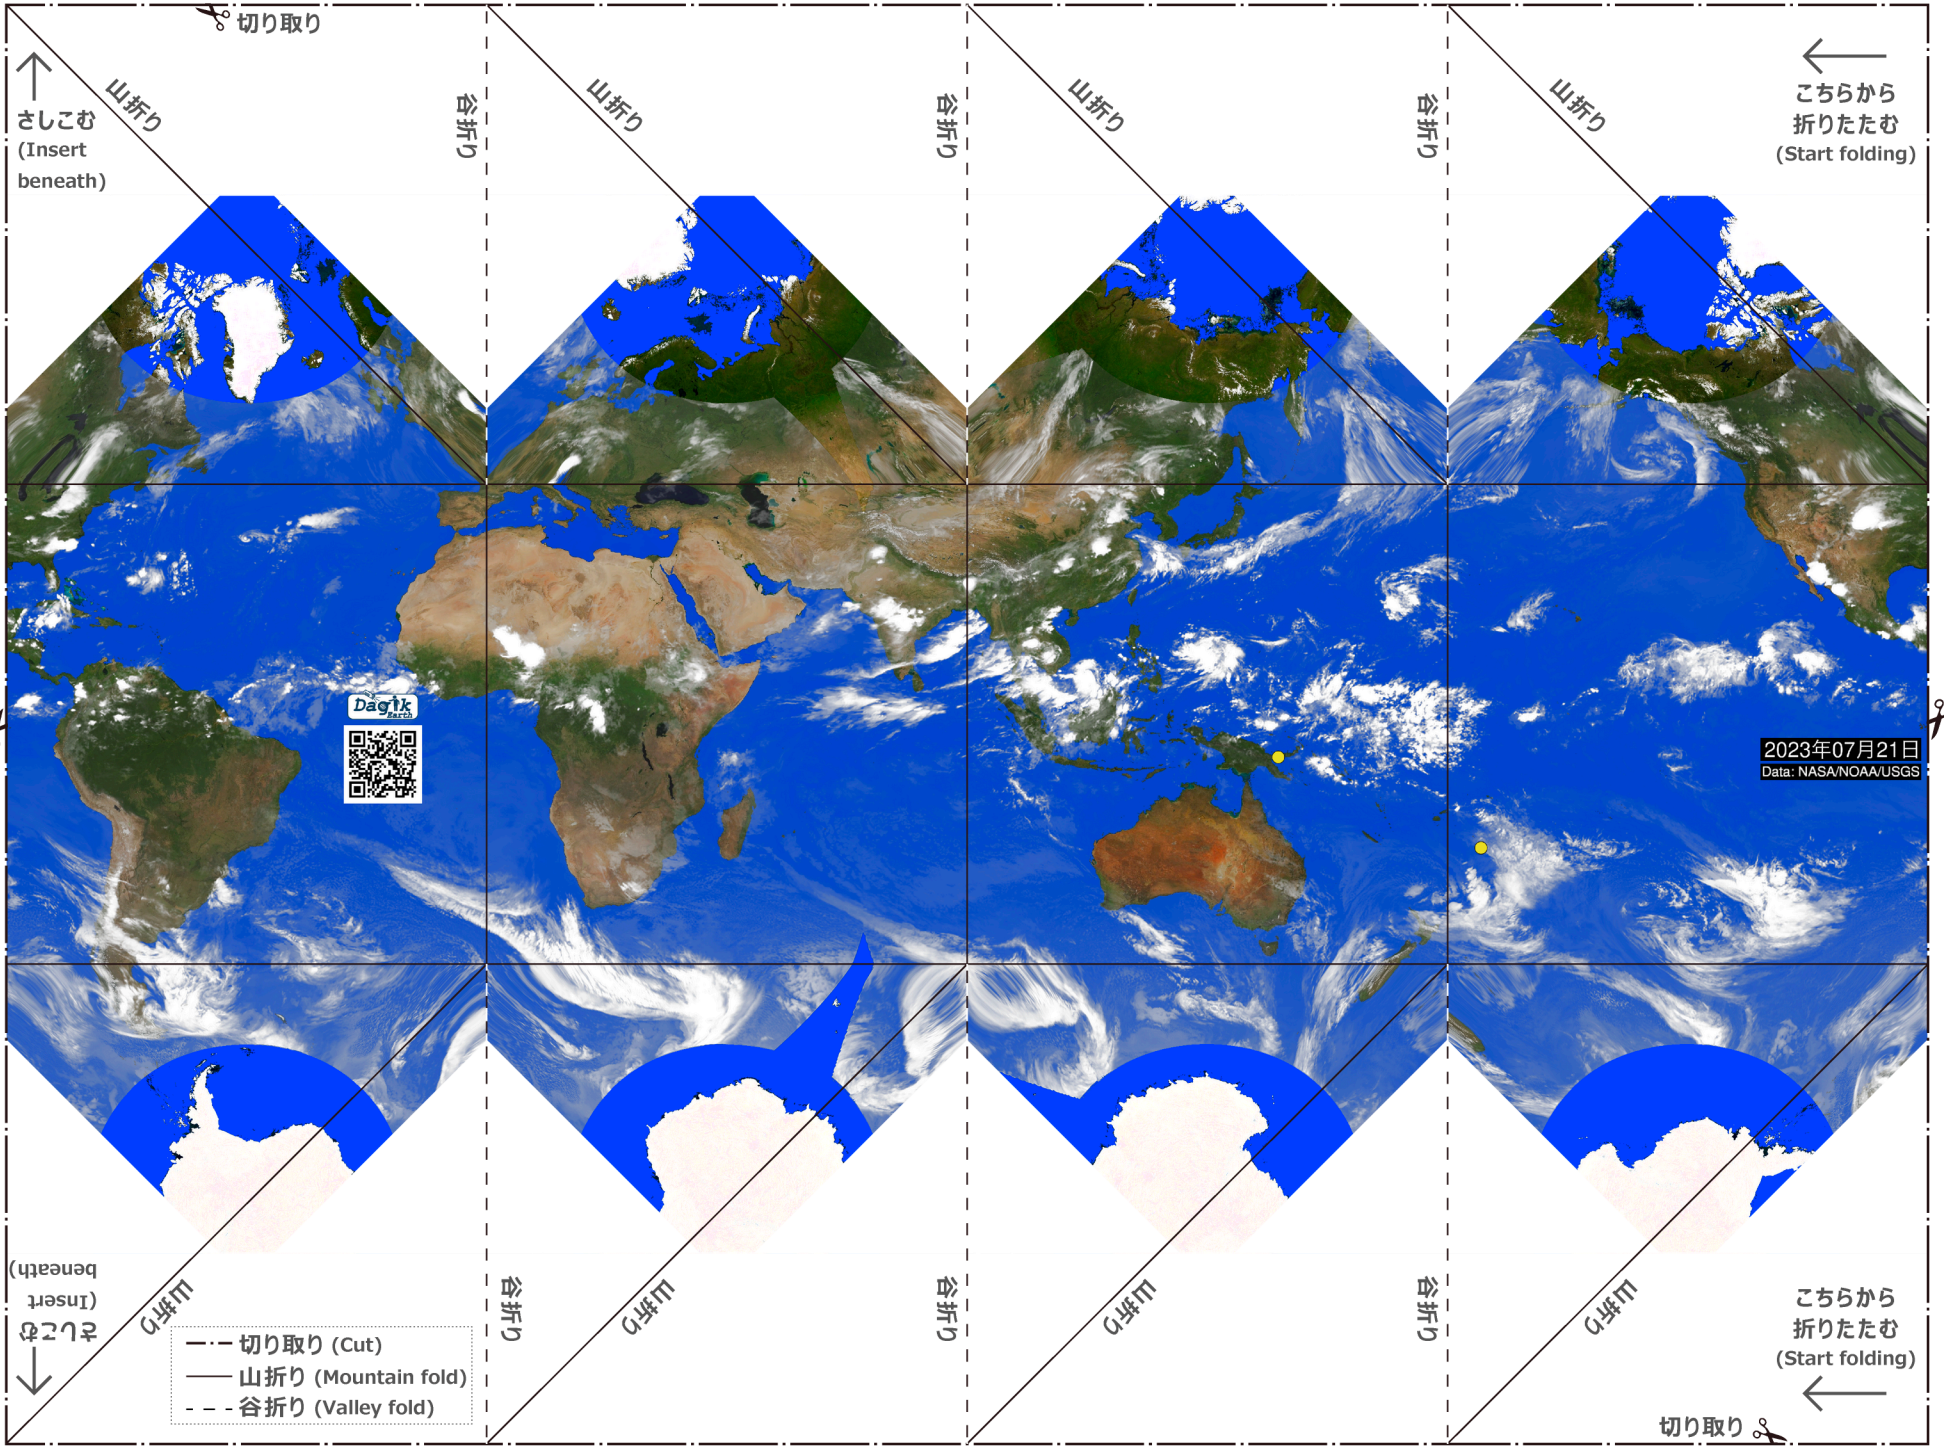 切り取り
さしこむ
(Insert
beneath)
山折り
谷折り
山折り
谷折り
山折り
谷折り
山折り
こちらから
折りたたむ
(Start folding)
Dagik
Earth
2023年07月21日
Data: NASA/NOAA/USGS
さしこむ
(Insert
beneath)
山折り
谷折り
山折り
谷折り
山折り
谷折り
山折り
こちらから
折りたたむ
(Start folding)
切り取り (Cut)
山折り (Mountain fold)
谷折り (Valley fold)
切り取り